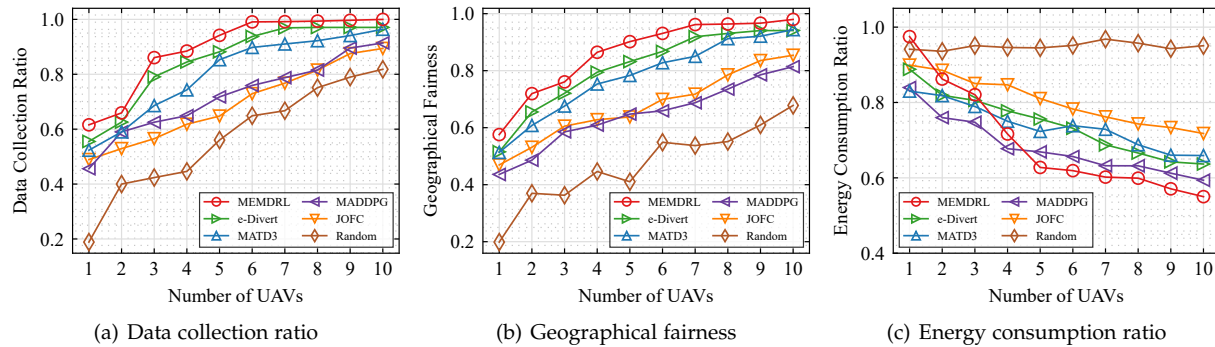 1.0
0.8
0.6
0.4
0.2
Data Collection Ratio
MEMDRL
e-Divert
MATD3
MADDPG
JOFC
Random
1 2 3 4 5 6 7 8 9 10
Number of UAVs
(a) Data collection ratio
1.0
0.8
0.6
0.4
0.2
Geographical Fairness
MEMDRL
e-Divert
MATD3
MADDPG
JOFC
Random
1 2 3 4 5 6 7 8 9 10
Number of UAVs
(b) Geographical fairness
1.0
0.8
0.6
0.4
Energy Consumption Ratio
MEMDRL
e-Divert
MATD3
MADDPG
JOFC
Random
1 2 3 4 5 6 7 8 9 10
Number of UAVs
(c) Energy consumption ratio